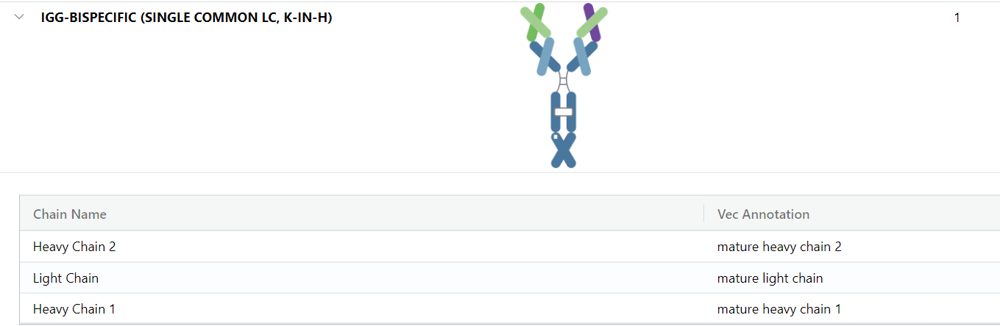 IGG-BISPECIFIC (SINGLE COMMON LC, K-IN-H) 1
Chain Name Vec Annotation
Heavy Chain 2 mature heavy chain 2
Light Chain mature light chain
Heavy Chain 1 mature heavy chain 1